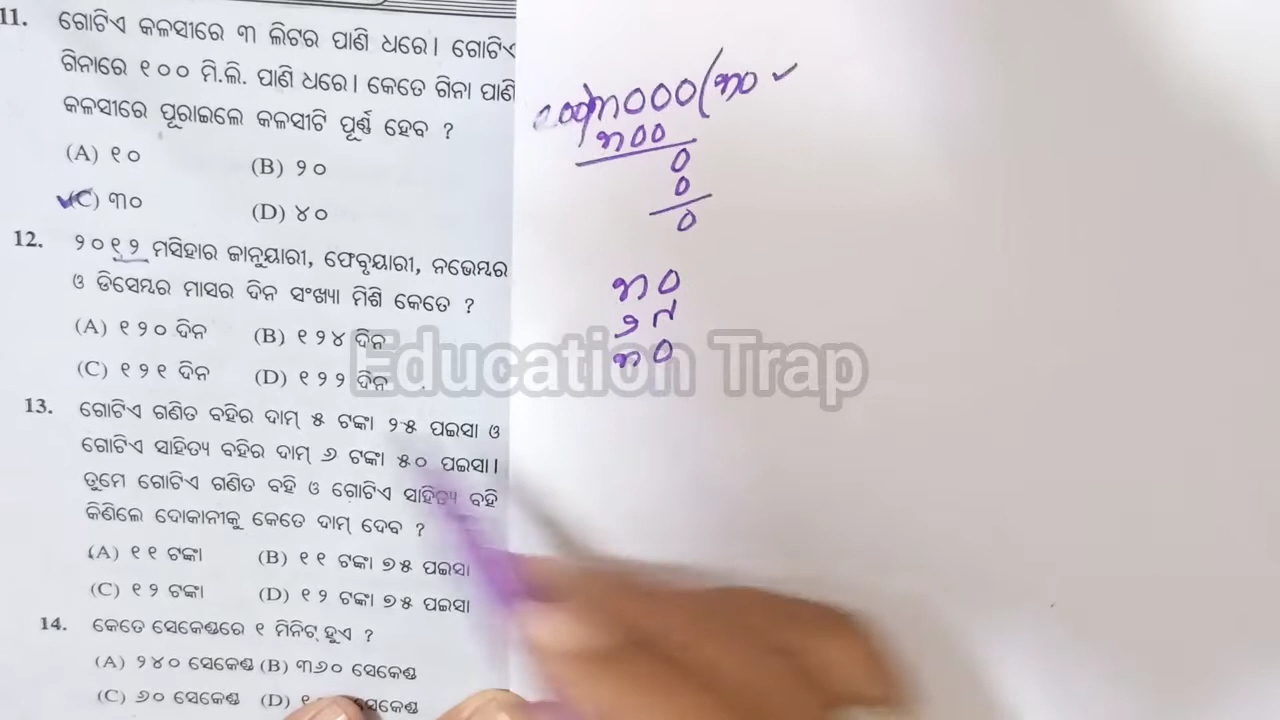 11. ଗୋଟିଏ କଳସୀରେ ୩ ଲିଟର ପାଣି ଧରେ। ଗୋଟିଏ
ଗିନାରେ ୧୦୦ ମି.ଲି. ପାଣି ଧରେ। କେତେ ଗିନା ପାଣି
କଳସୀରେ ପୂରାଇଲେ କଳସୀଟି ପୂର୍ଣ୍ଣ ହେବ ?
(A) ୧୦ (B) ୨୦
(C) ୩୦ (D) ୪୦
12. ୨୦୧୨ ମସିହାର ଜାନୁୟାରୀ, ଫେବୃୟାରୀ, ନଭେମ୍ବର
ଓ ଡିସେମ୍ବର ମାସର ଦିନ ସଂଖ୍ୟା ମିଶି କେତେ ?
(A) ୧୨୦ ଦିନ (B) ୧୨୪ ଦିନ
(C) ୧୨୧ ଦିନ (D) ୧୨୨ ଦିନ
13. ଗୋଟିଏ ଗଣିତ ବହିର ଦାମ୍ ୫ ଟଙ୍କା ୨୫ ପଇସା ଓ
ଗୋଟିଏ ସାହିତ୍ୟ ବହିର ଦାମ୍ ୬ ଟଙ୍କା ୫୦ ପଇସା।
ତୁମେ ଗୋଟିଏ ଗଣିତ ବହି ଓ ଗୋଟିଏ ସାହିତ୍ୟ ବହି
କିଣିଲେ ଦୋକାନୀକୁ କେତେ ଦାମ୍ ଦେବ ?
(A) ୧୧ ଟଙ୍କା (B) ୧୧ ଟଙ୍କା ୭୫ ପଇସା
(C) ୧୨ ଟଙ୍କା (D) ୧୨ ଟଙ୍କା ୭୫ ପଇସା
14. କେତେ ସେକେଣ୍ଡରେ ୧ ମିନିଟ୍ ହୁଏ ?
(A) ୨୪୦ ସେକେଣ୍ଡ (B) ୩୬୦ ସେକେଣ୍ଡ
(C) ୬୦ ସେକେଣ୍ଡ (D) ସେକେଣ୍ଡ
୧୦୦)୩୦୦୦(୩୦
୩୦୦
୦
୦
୦
୩୦
୨୯
୩୦
Education Trap